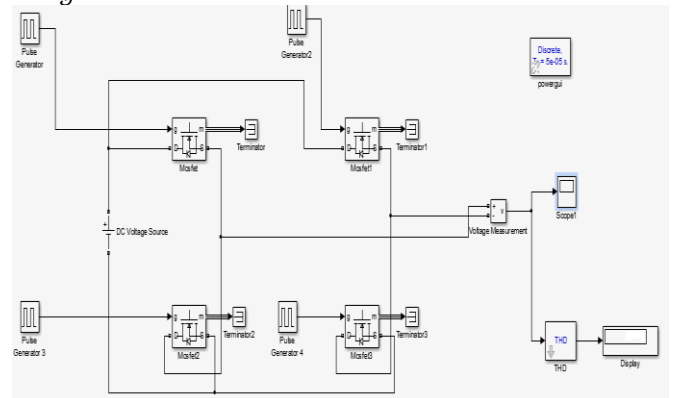 Pulse
Generator
Pulse
Generator2
Discrete,
Ts = 5e-05 s.
powergui
g
m
D
S
Mosfet
Terminator
g
m
D
S
Mosfet1
Terminator1
+
DC Voltage Source
+
-
v
Voltage Measurement
Scope1
Pulse
Generator 3
g
m
D
S
Mosfet2
Terminator2
Pulse
Generator 4
g
m
D
S
Mosfet3
Terminator3
THD
THD
Display